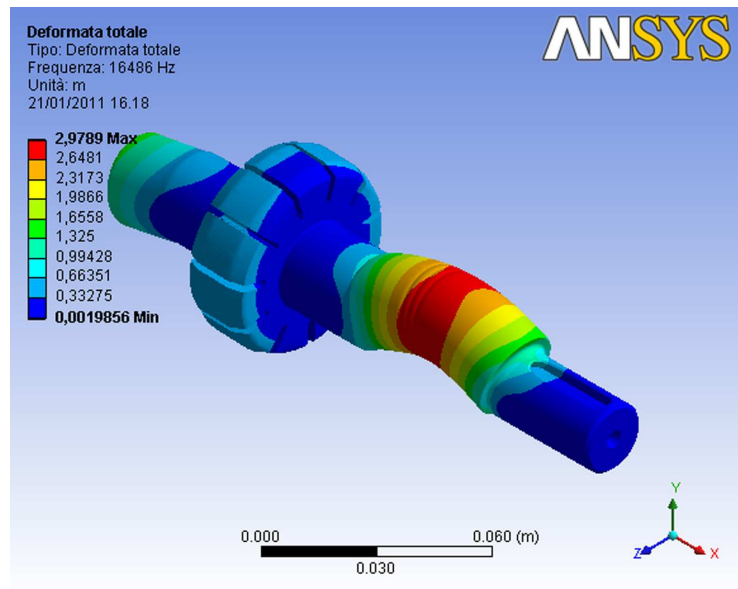 Deformata totale
Tipo: Deformata totale
Frequenza: 16486 Hz
Unità: m
21/01/2011 16.18
ANSYS
2,9789 Max
2,6481
2,3173
1,9866
1,6558
1,325
0,99428
0,66351
0,33275
0,0019856 Min
0.000
0.060 (m)
0.030
Y
Z
X